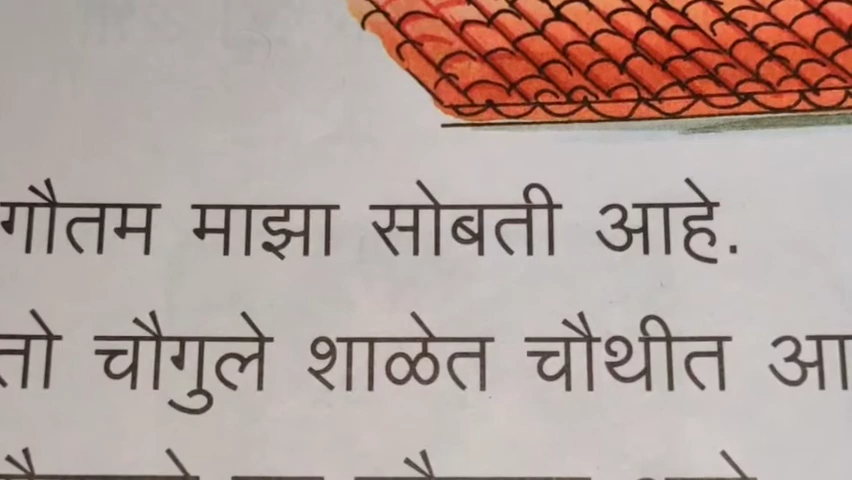 गौतम माझा सोबती आहे.
तो चौगुले शाळेत चौथीत आ